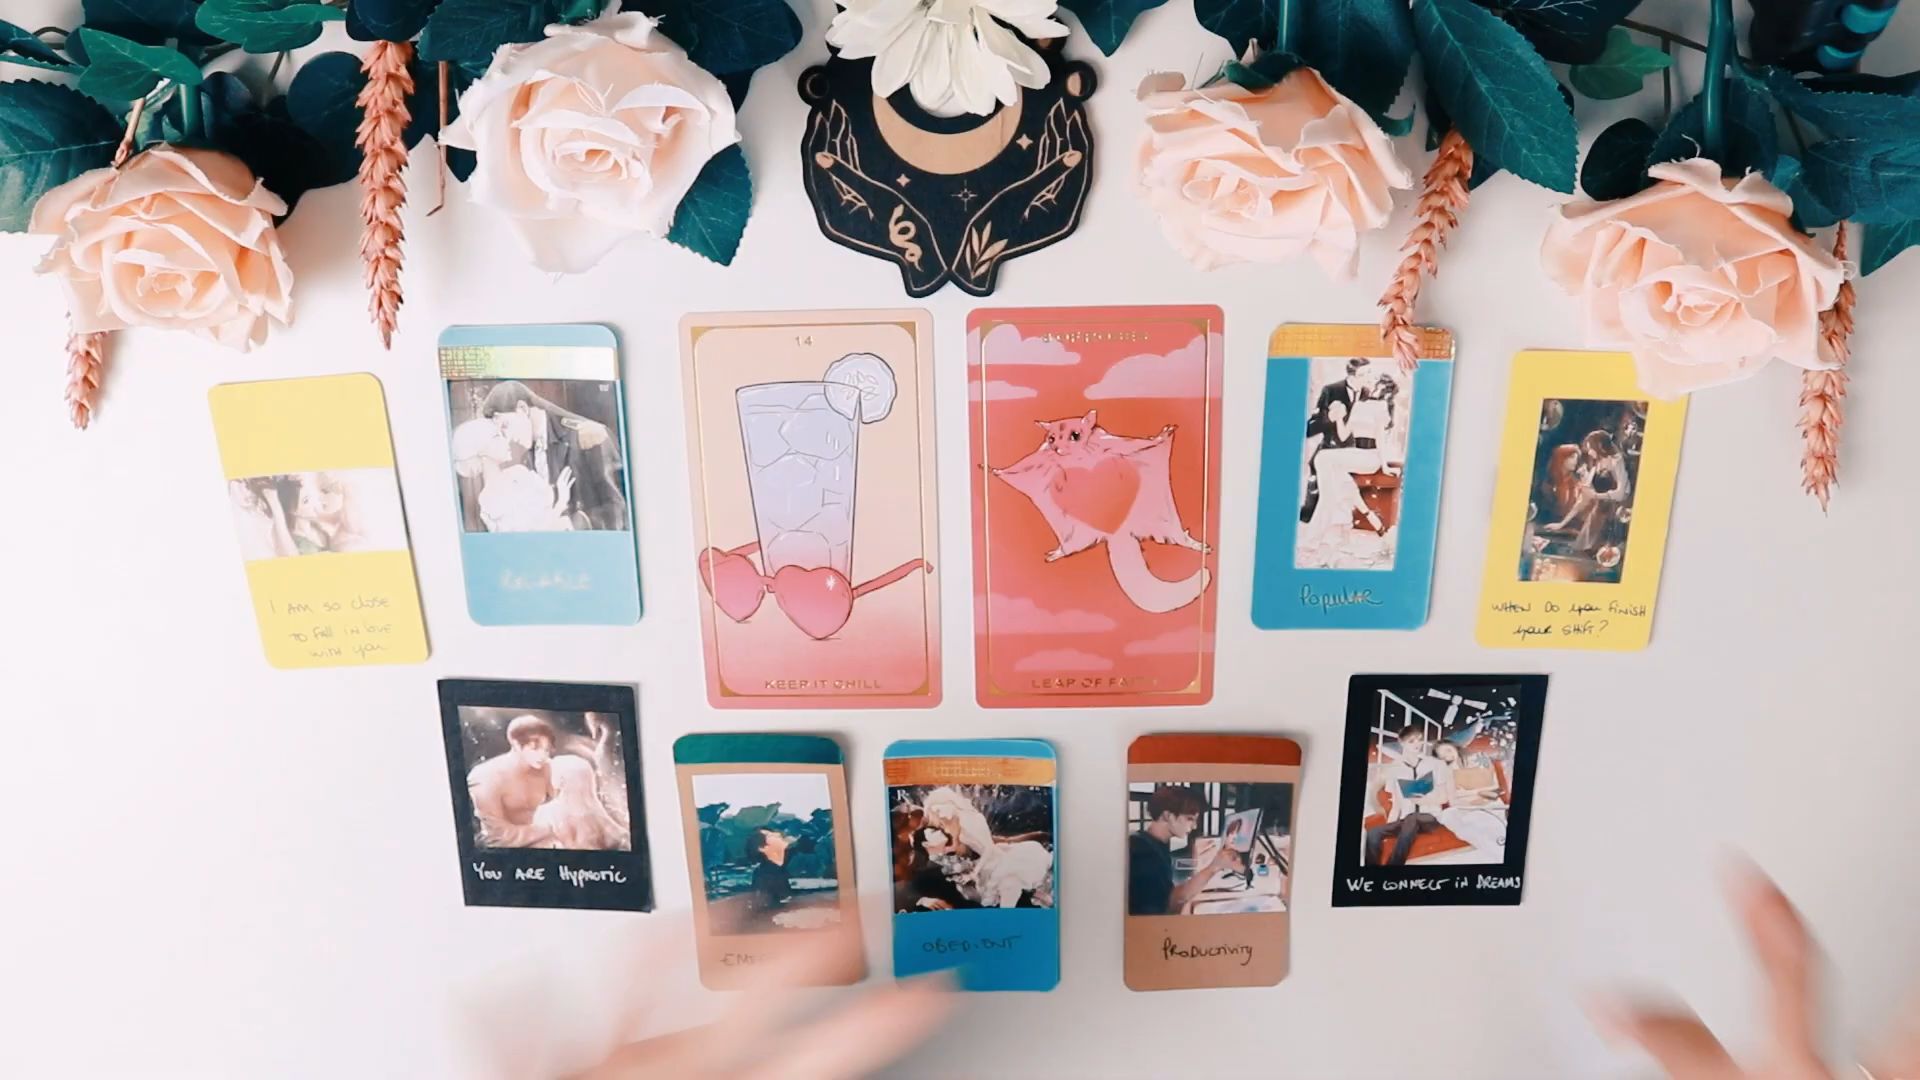 14
KEEP IT CHILL
LEAP OF FAITH
I AM SO CLOSE
TO FALL IN LOVE
WITH YOU
RELIABLE
POPULAR
WHEN DO YOU FINISH
YOUR SHIFT?
YOU ARE HYPNOTIC
OBEDIENT
PRODUCTIVITY
WE CONNECT IN DREAMS